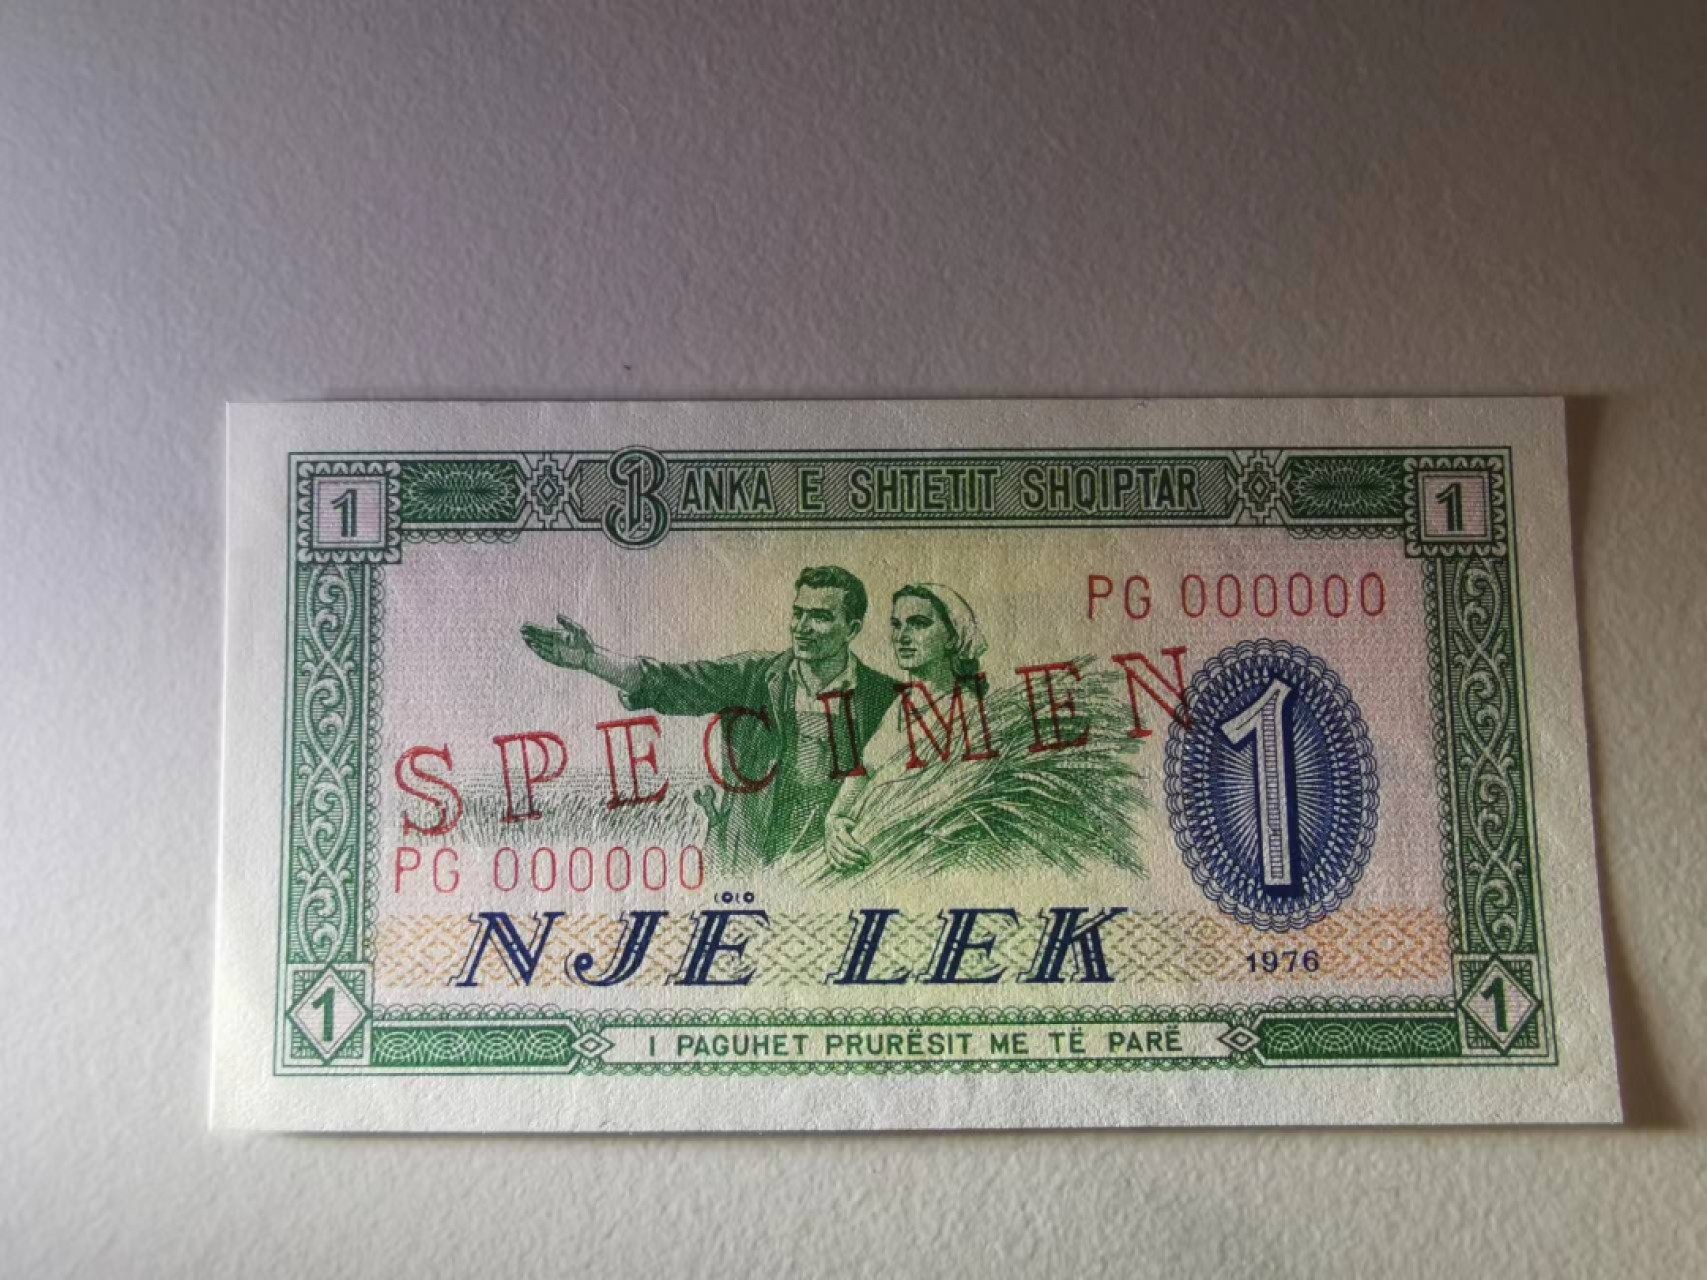 1 BANKA E SHTETIT SHQIPTAR 1
PG 000000
SPECIMEN
1
PG 000000
NJË LEK
1976
1 I PAGUHET PRURËSIT ME TË PARË 1